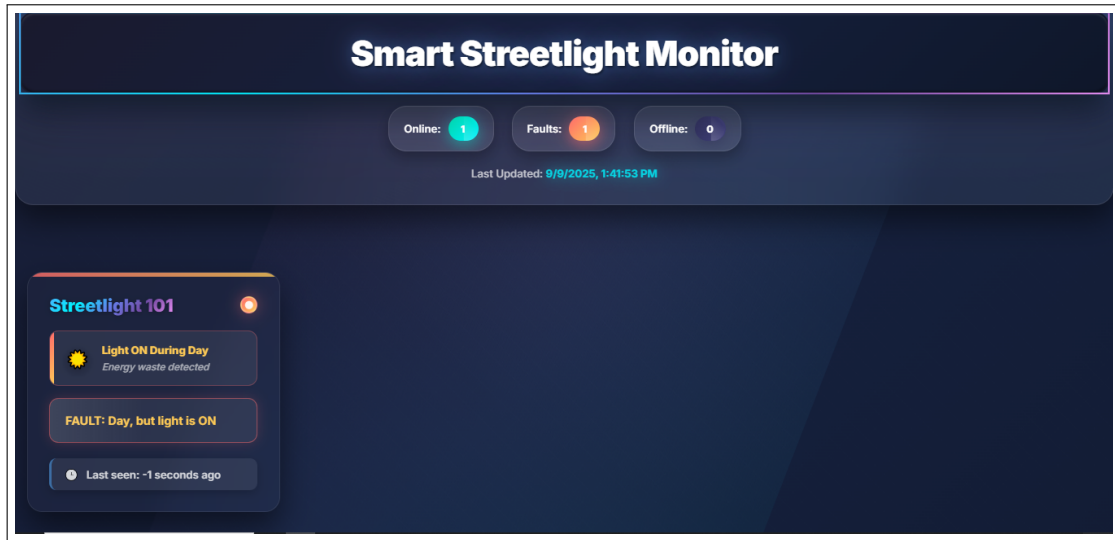 Smart Streetlight Monitor
Online: 1 Faults: 1 Offline: 0
Last Updated: 9/9/2025, 1:41:53 PM
Streetlight 101
Light ON During Day
Energy waste detected
FAULT: Day, but light is ON
Last seen: -1 seconds ago